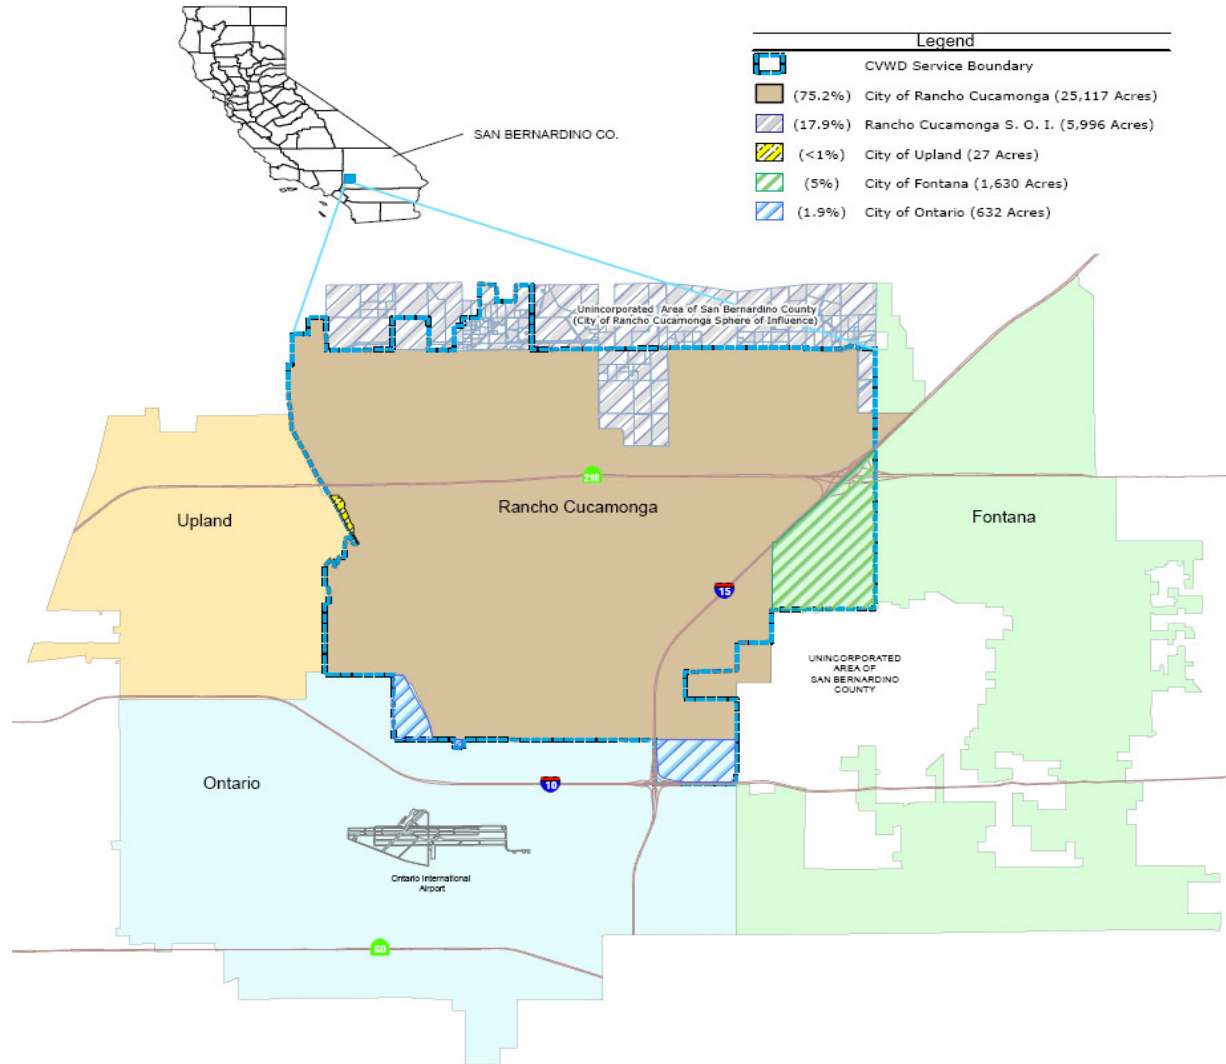 Legend
CVWD Service Boundary
(75.2%) City of Rancho Cucamonga (25,117 Acres)
(17.9%) Rancho Cucamonga S. O. I. (5,996 Acres)
(<1%) City of Upland (27 Acres)
(5%) City of Fontana (1,630 Acres)
(1.9%) City of Ontario (632 Acres)
SAN BERNARDINO CO.
Unincorporated Area of San Bernardino County
(City of Rancho Cucamonga Sphere of Influence)
210
Rancho Cucamonga
Upland
Fontana
15
UNINCORPORATED
AREA OF
SAN BERNARDINO
COUNTY
Ontario
10
Ontario International
Airport
60